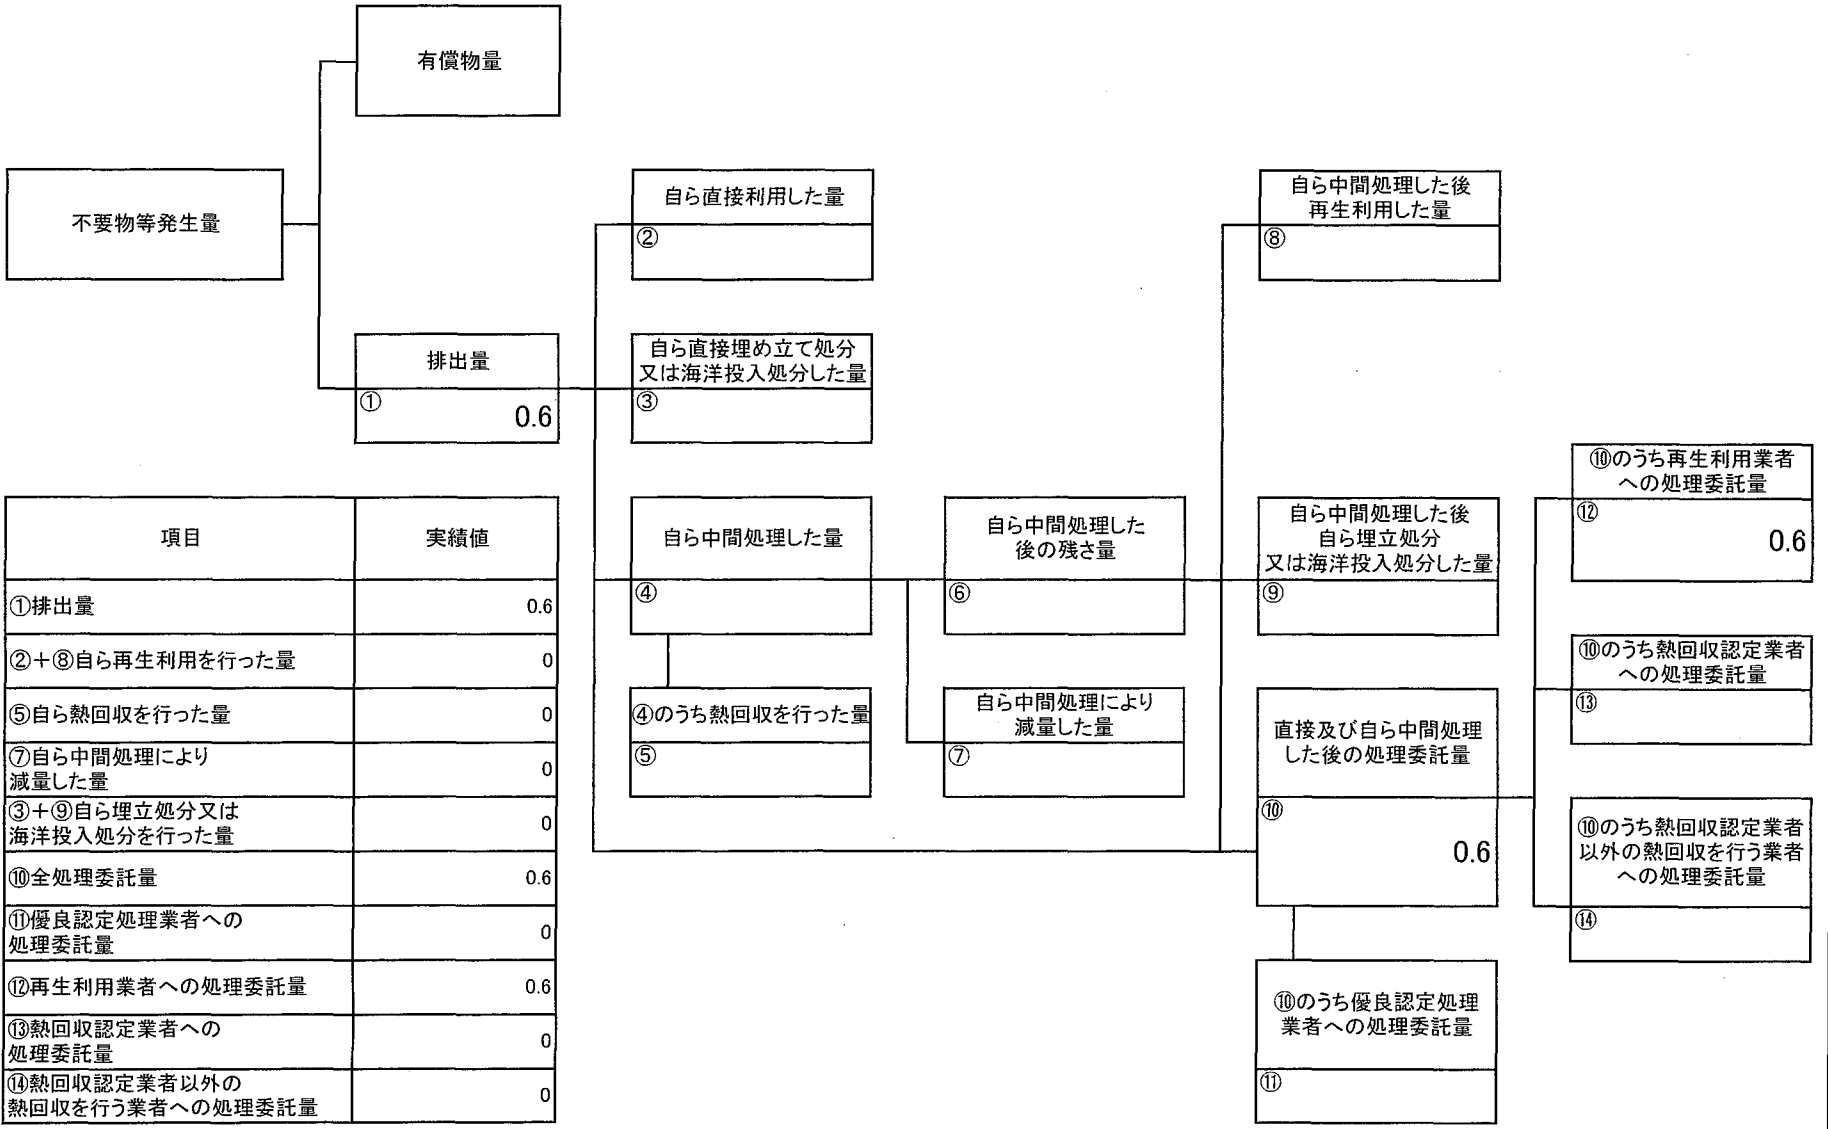 有償物量
不要物等発生量
自ら直接利用した量
②
自ら中間処理した後
再生利用した量
⑧
排出量
①
0.6
自ら直接埋め立て処分
又は海洋投入処分した量
③
⑩のうち再生利用業者
への処理委託量
⑫
0.6
自ら中間処理した量
④
自ら中間処理した
後の残さ量
⑥
自ら中間処理した後
自ら埋立処分
又は海洋投入処分した量
⑨
⑩のうち熱回収認定業者
への処理委託量
⑬
④のうち熱回収を行った量
⑤
自ら中間処理により
減量した量
⑦
直接及び自ら中間処理
した後の処理委託量
⑩
0.6
⑩のうち熱回収認定業者
以外の熱回収を行う業者
への処理委託量
⑭
⑩のうち優良認定処理
業者への処理委託量
⑪
項目 実績値
①排出量 0.6
②+⑧自ら再生利用を行った量 0
⑤自ら熱回収を行った量 0
⑦自ら中間処理により
減量した量 0
③+⑨自ら埋立処分又は
海洋投入処分を行った量 0
⑩全処理委託量 0.6
⑪優良認定処理業者への
処理委託量 0
⑫再生利用業者への処理委託量 0.6
⑬熱回収認定業者への
処理委託量 0
⑭熱回収認定業者以外の
熱回収を行う業者への処理委託量 0